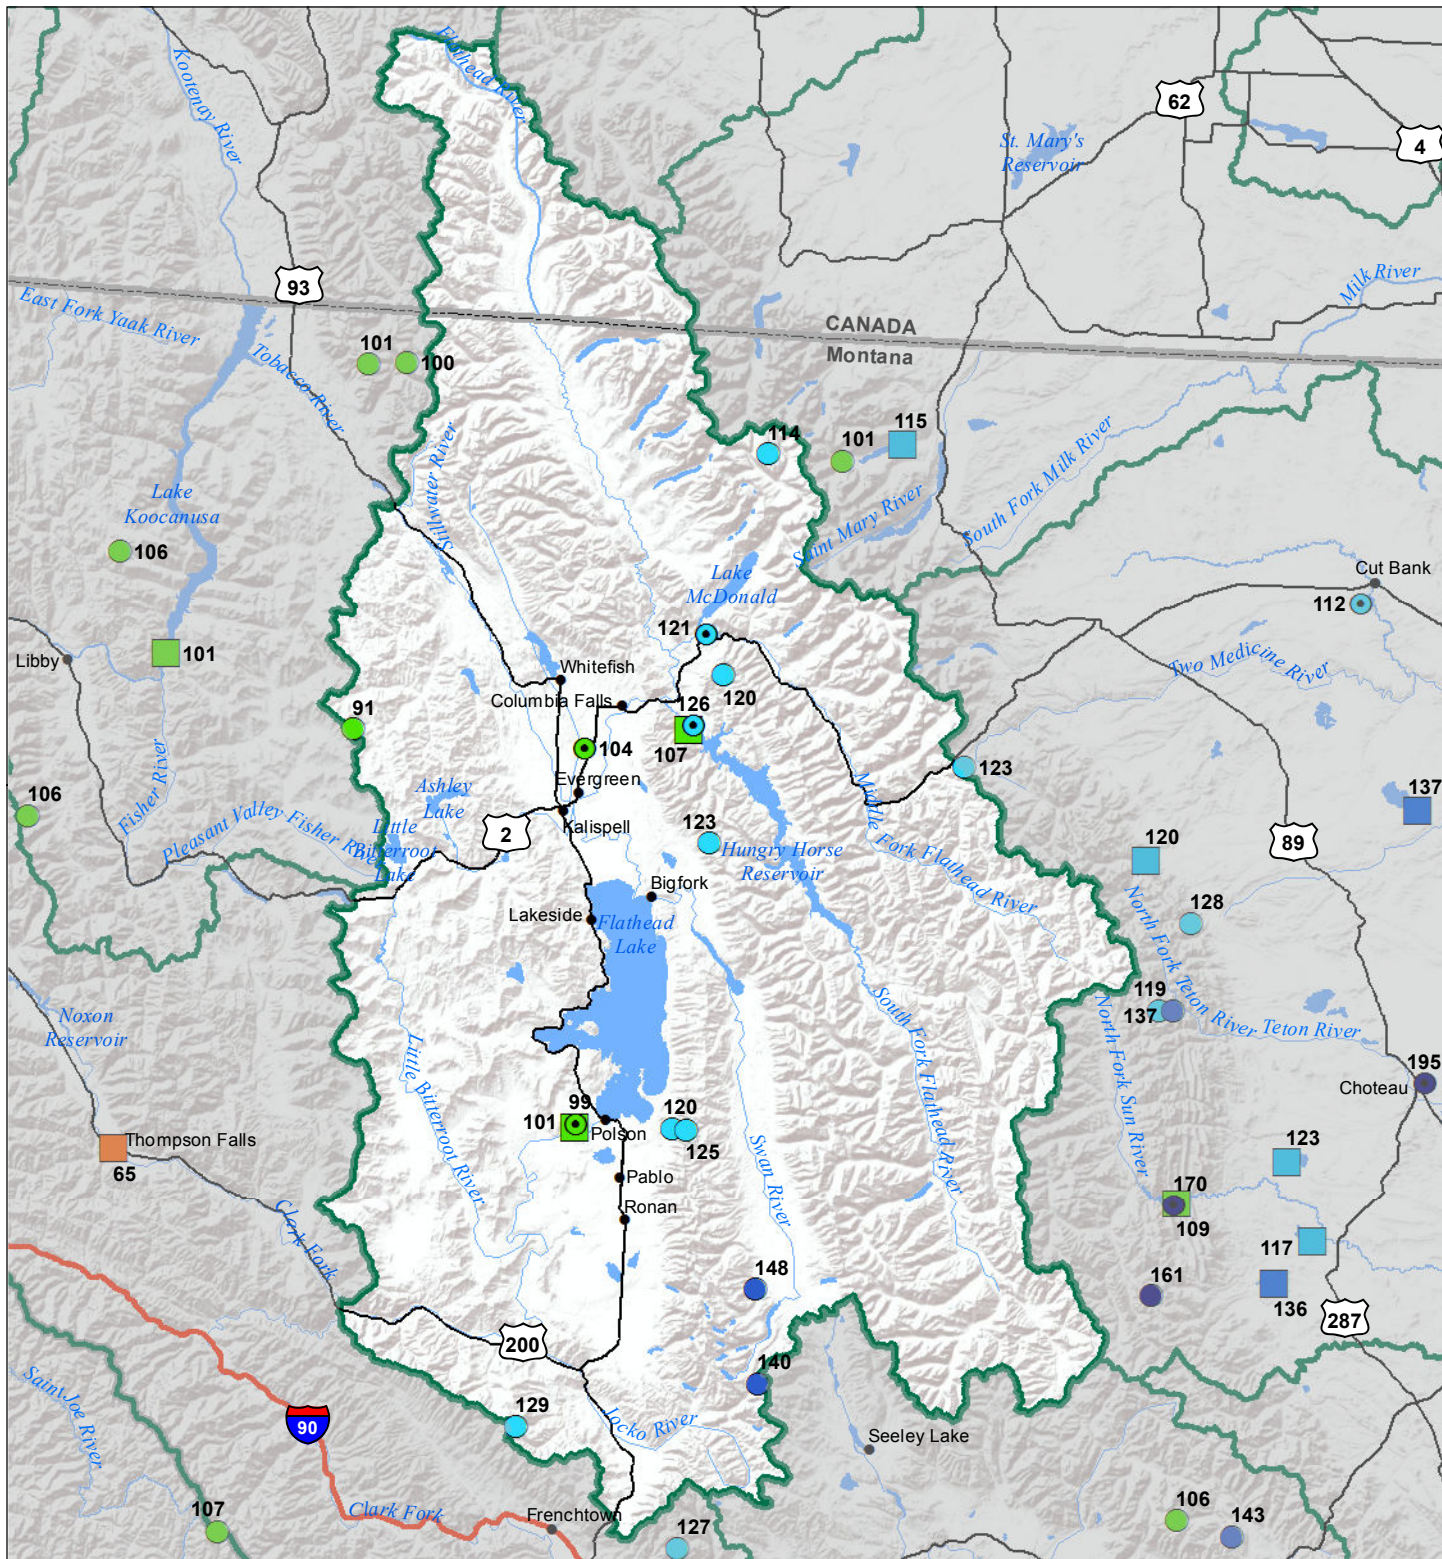 Flathead River
Kootenay River
62
4
St. Mary's
Reservoir
93
Milk River
East Fork Yaak River
CANADA
Montana
Tobacco River
101
100
114
101
115
Stillwater River
South Fork Milk River
Lake
Koocanusa
Saint Mary River
106
Lake
McDonald
Cut Bank
112
121
Libby
101
Whitefish
120
Two Medicine River
Columbia Falls
126
91
107
104
123
Evergreen
Ashley
Lake
Fisher River
106
137
Pleasant Valley Fisher River
Little
Bitterroot
Lake
2
Kalispell
123
Hungry Horse
Reservoir
Middle Fork Flathead River
89
120
Bigfork
Lakeside
Flathead
Lake
128
North Fork Teton River
119
137
Teton River
Noxon
Reservoir
Little Bitterroot River
South Fork Flathead River
North Fork Sun River
195
Choteau
99
101
Polson
120
125
Swan River
Thompson Falls
65
123
Pablo
170
109
Ronan
Clark Fork
117
148
161
136
200
287
140
Saint Joe River
129
Jocko River
90
Seeley Lake
107
Clark Fork
Frenchtown
127
106
143